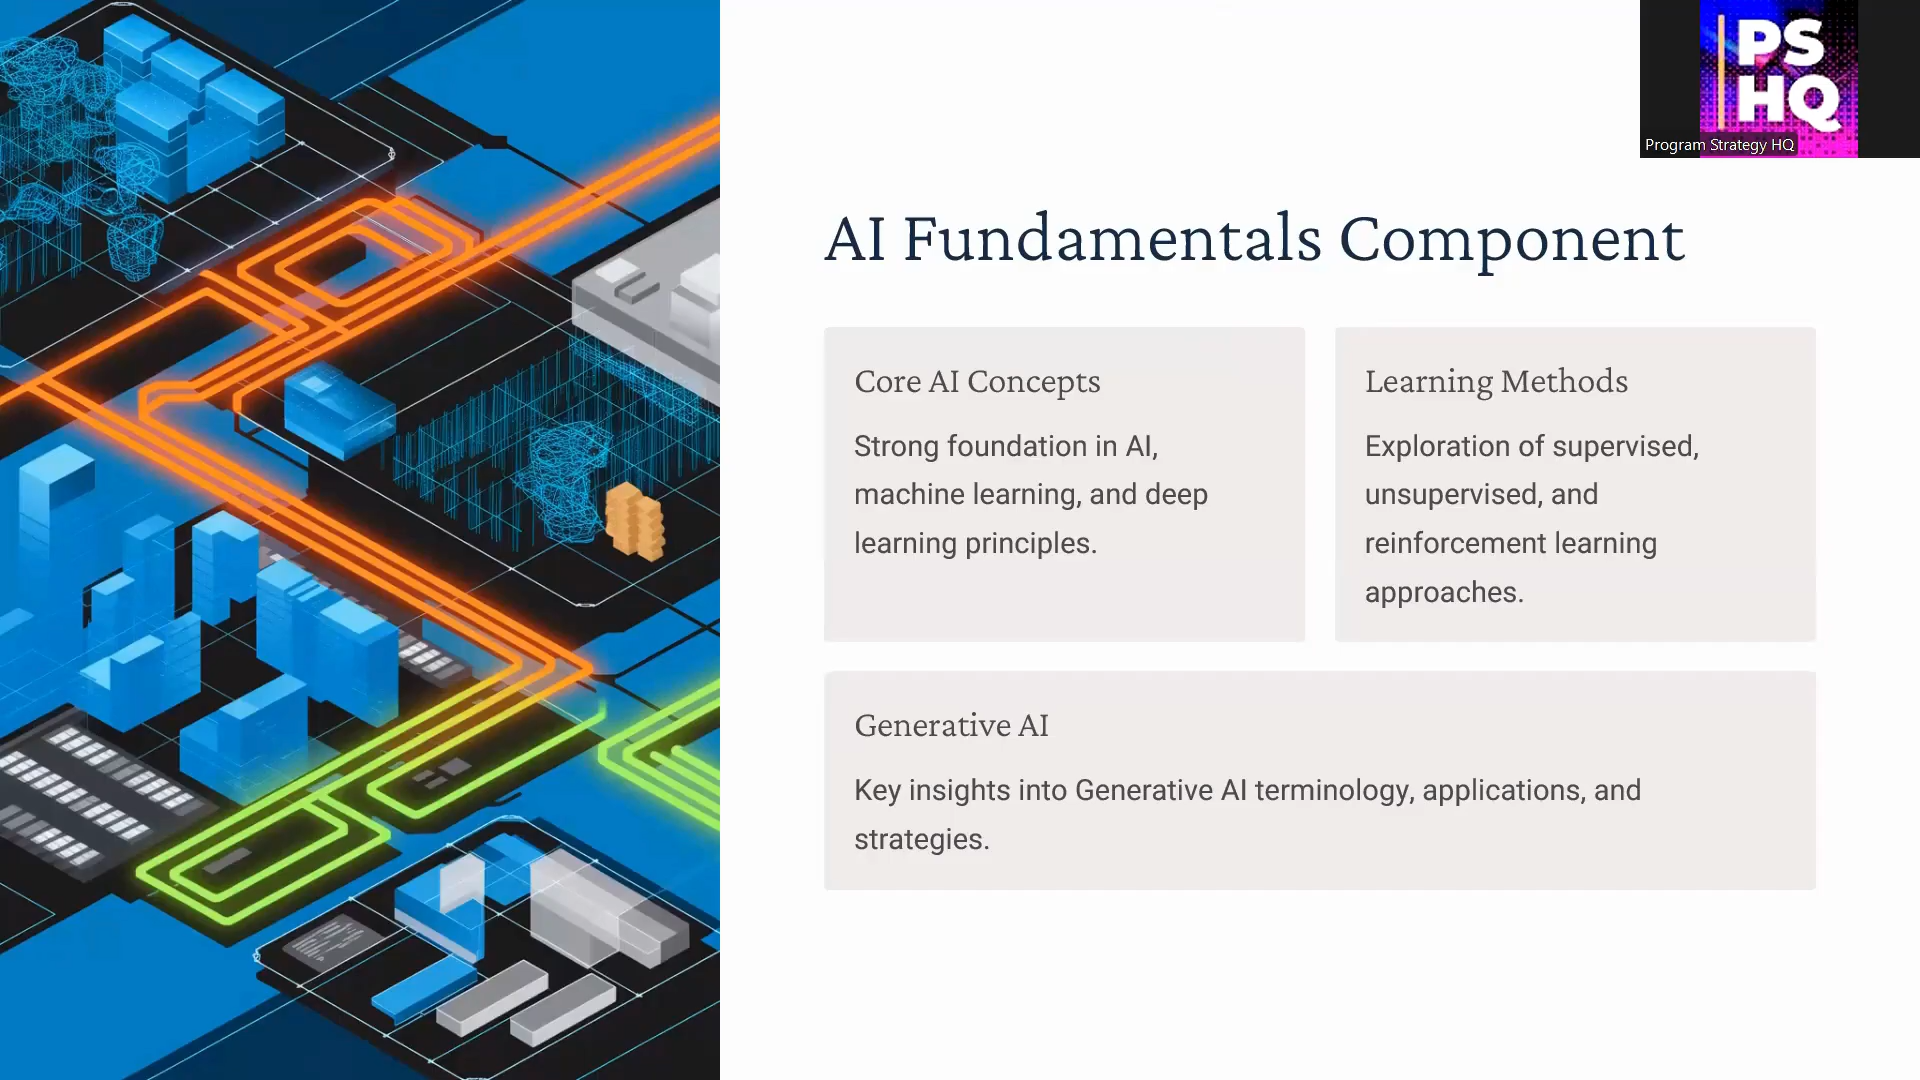 PS
HQ
Program Strategy HQ
AI Fundamentals Component
Core AI Concepts
Strong foundation in AI,
machine learning, and deep
learning principles.
Learning Methods
Exploration of supervised,
unsupervised, and
reinforcement learning
approaches.
Generative AI
Key insights into Generative AI terminology, applications, and
strategies.